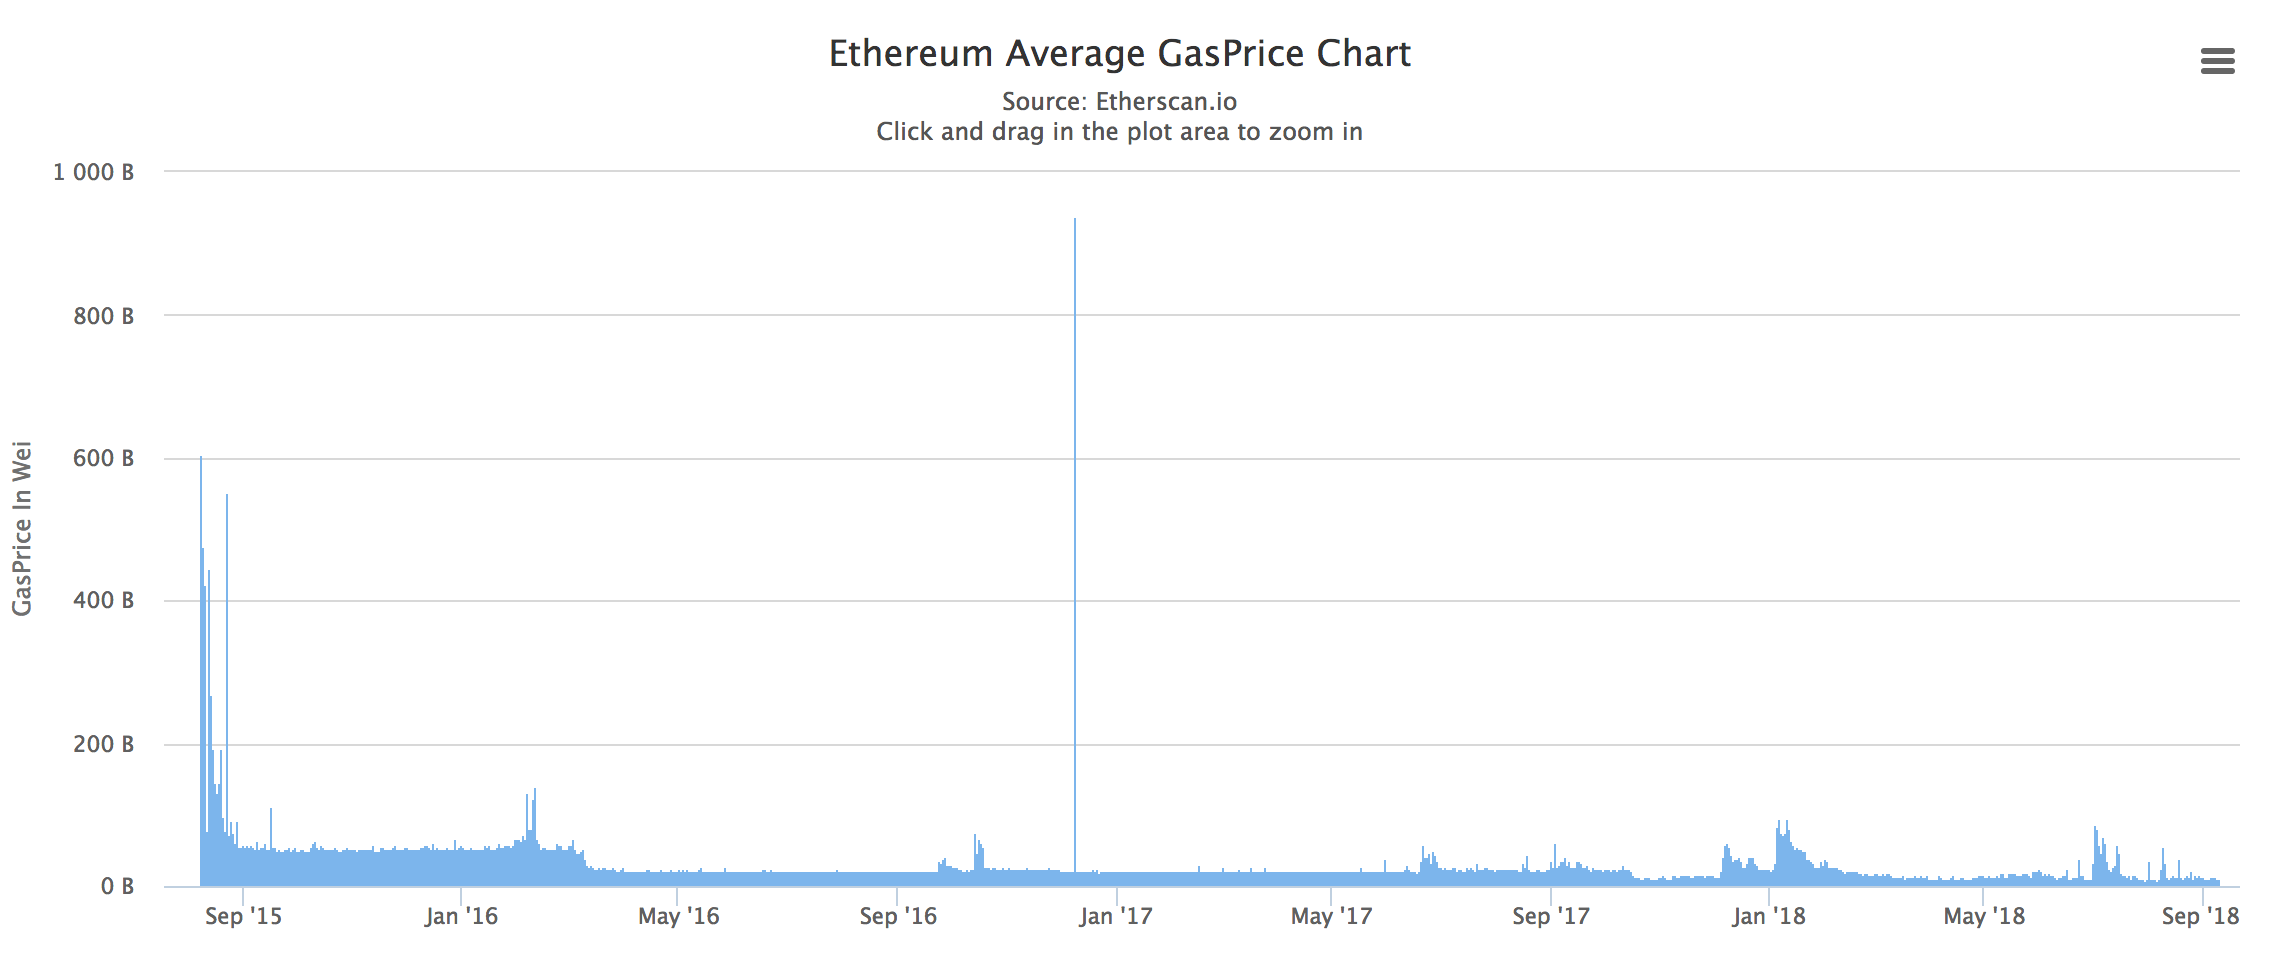 Ethereum Average GasPrice Chart
Source: Etherscan.io
Click and drag in the plot area to zoom in
GasPrice In Wei
1 000 B
800 B
600 B
400 B
200 B
0 B
Sep '15
Jan '16
May '16
Sep '16
Jan '17
May '17
Sep '17
Jan '18
May '18
Sep '18